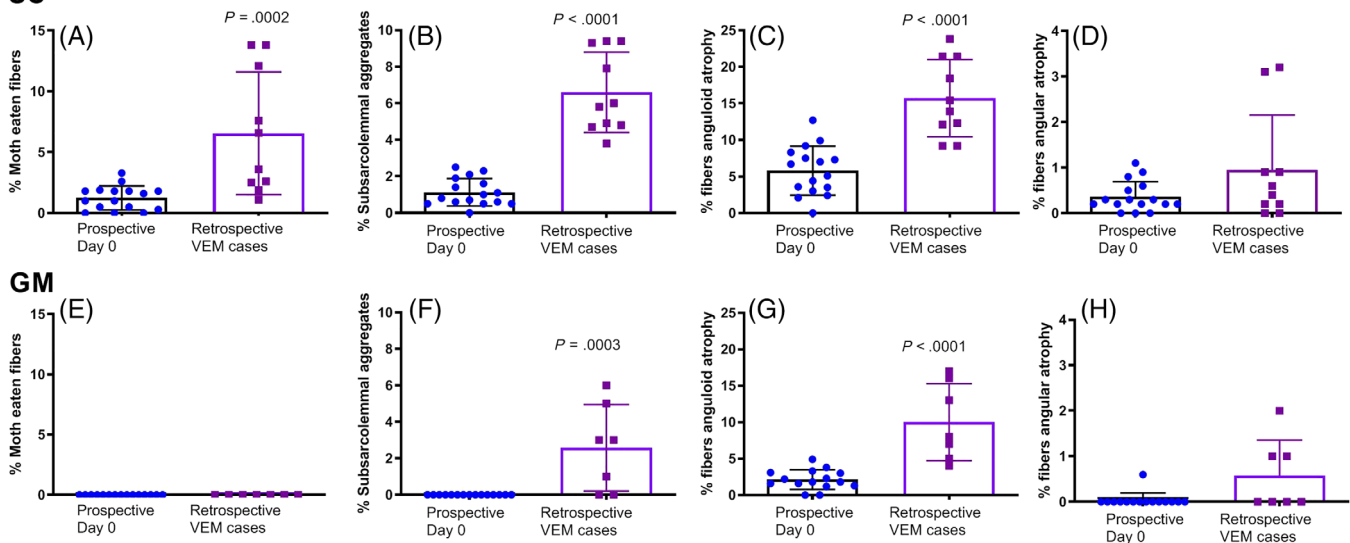 P = .0002
P < .0001
P < .0001
(A)
(B)
(C)
(D)
% Moth eaten fibers
15
10
5
0
Prospective
Day 0
Retrospective
VEM cases
% Subsarcolemmal aggregates
10
8
6
4
2
0
Prospective
Day 0
Retrospective
VEM cases
% fibers anguloid atrophy
25
20
15
10
5
0
Prospective
Day 0
Retrospective
VEM cases
% fibers angular atrophy
4
3
2
1
0
Prospective
Day 0
Retrospective
VEM cases
GM
(E)
% Moth eaten fibers
15
10
5
0
Prospective
Day 0
Retrospective
VEM cases
(F)
P = .0003
% Subsarcolemmal aggregates
10
8
6
4
2
0
Prospective
Day 0
Retrospective
VEM cases
(G)
P < .0001
% fibers anguloid atrophy
25
20
15
10
5
0
Prospective
Day 0
Retrospective
VEM cases
(H)
% fibers angular atrophy
4
3
2
1
0
Prospective
Day 0
Retrospective
VEM cases